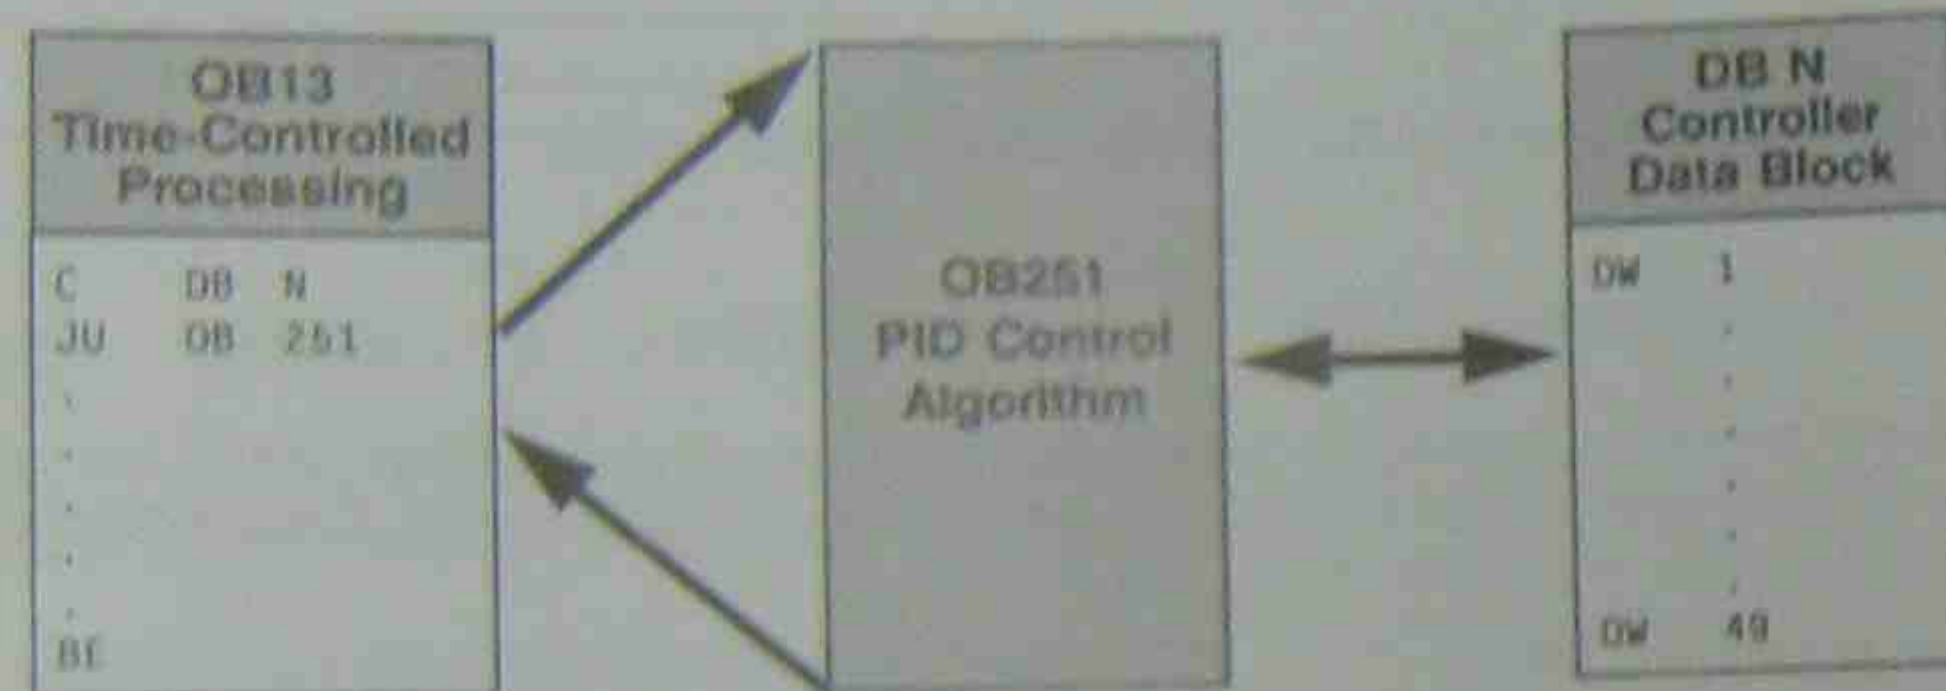 OB13
Time-Controlled
Processing
C DB N
JU OB 251
.
.
.
.
.
BE
OB251
PID Control
Algorithm
DB N
Controller
Data Block
DW 1
.
.
.
.
.
.
DW 49